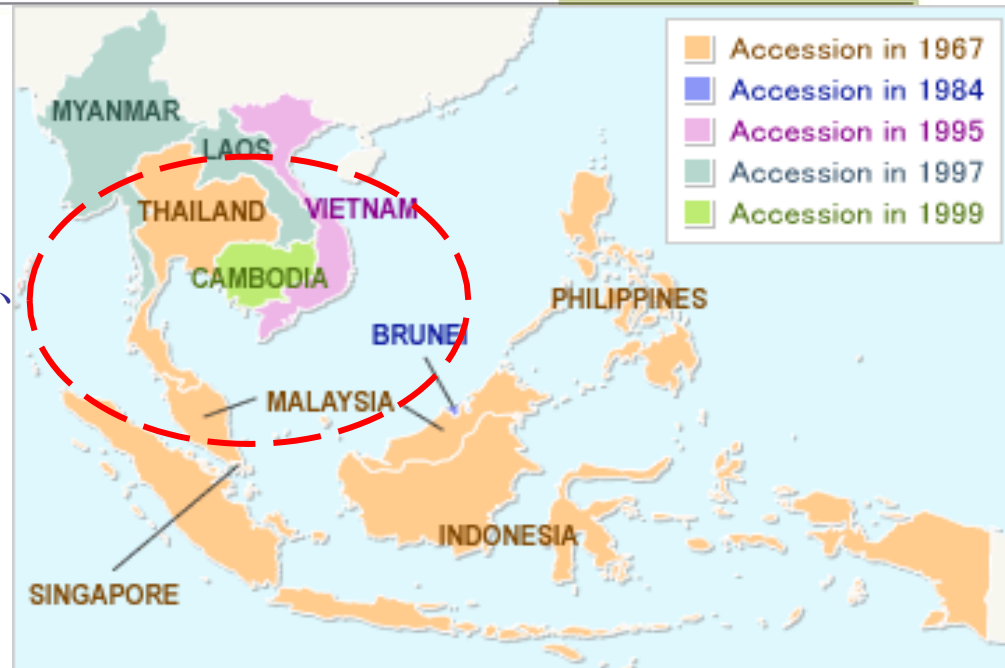 Accession in 1967
Accession in 1984
Accession in 1995
Accession in 1997
Accession in 1999
MYANMAR
LAOS
THAILAND
VIETNAM
CAMBODIA
PHILIPPINES
BRUNEI
MALAYSIA
INDONESIA
SINGAPORE